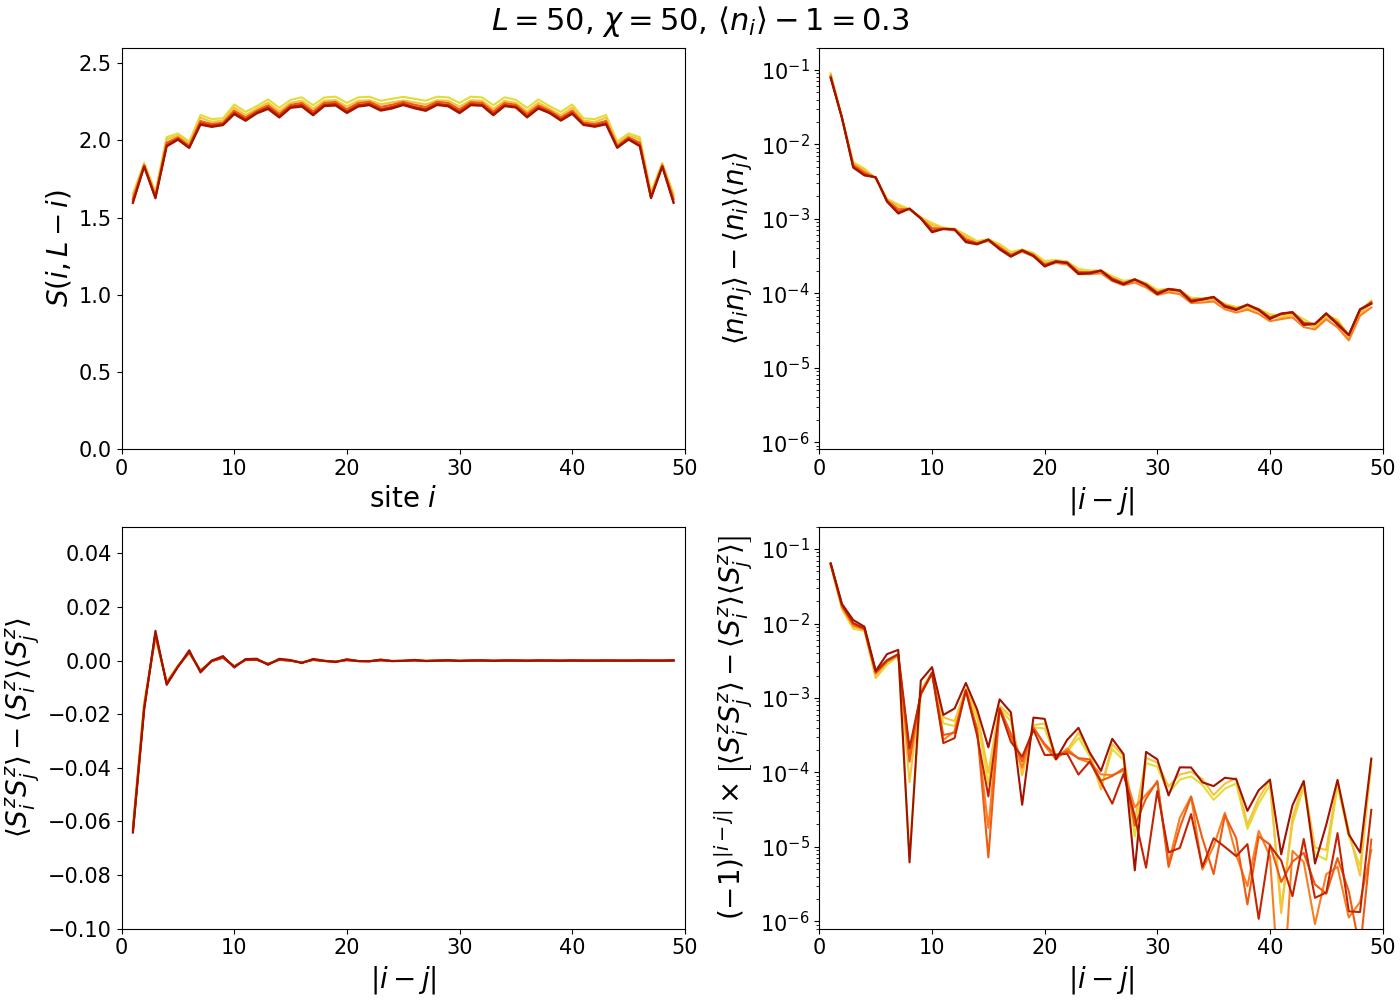 L = 50, χ = 50, ⟨n_i⟩ − 1 = 0.3
S(i, L − i)
2.5
2.0
1.5
1.0
0.5
0.0
0 10 20 30 40 50
site i
⟨n_i n_j⟩ − ⟨n_i⟩⟨n_j⟩
10^−1
10^−2
10^−3
10^−4
10^−5
10^−6
0 10 20 30 40 50
|i − j|
⟨S_i^z S_j^z⟩ − ⟨S_i^z⟩⟨S_j^z⟩
0.04
0.02
0.00
−0.02
−0.04
−0.06
−0.08
−0.10
0 10 20 30 40 50
|i − j|
(−1)^|i−j| × [⟨S_i^z S_j^z⟩ − ⟨S_i^z⟩⟨S_j^z⟩]
10^−1
10^−2
10^−3
10^−4
10^−5
10^−6
0 10 20 30 40 50
|i − j|